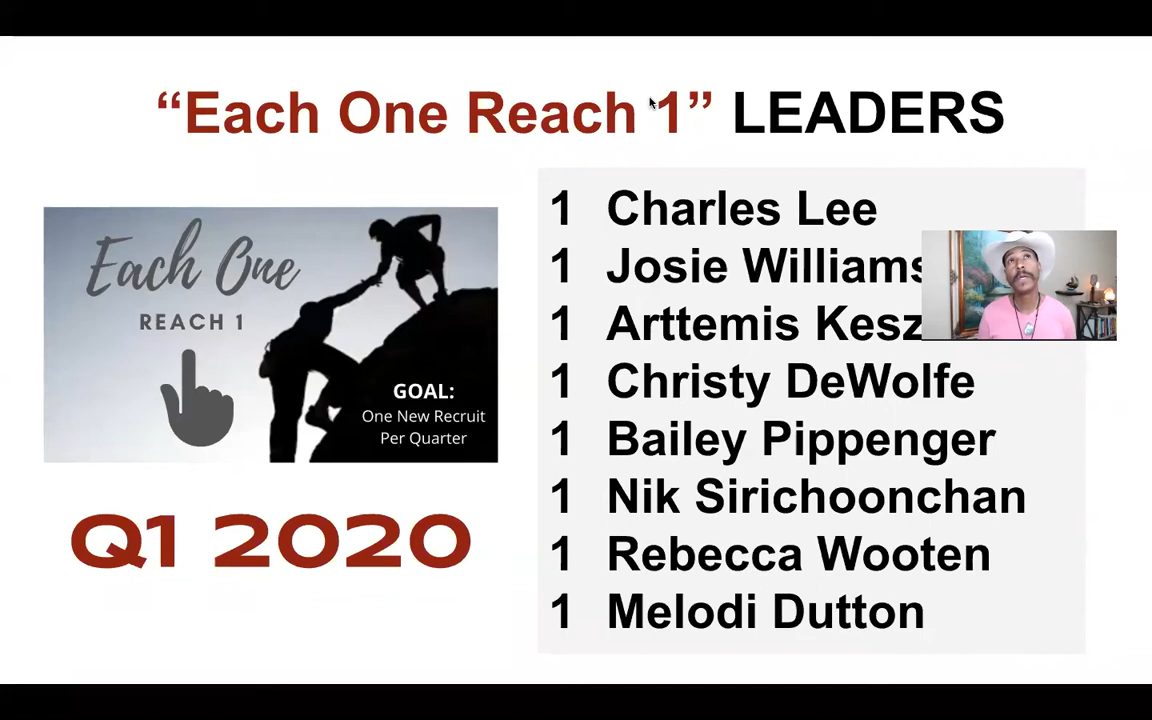 “Each One Reach 1” LEADERS
Each One
REACH 1
GOAL:
One New Recruit
Per Quarter
Q1 2020
1 Charles Lee
1 Josie Williams
1 Arttemis
1 Christy DeWolfe
1 Bailey Pippenger
1 Nik Sirichoonchan
1 Rebecca Wooten
1 Melodi Dutton